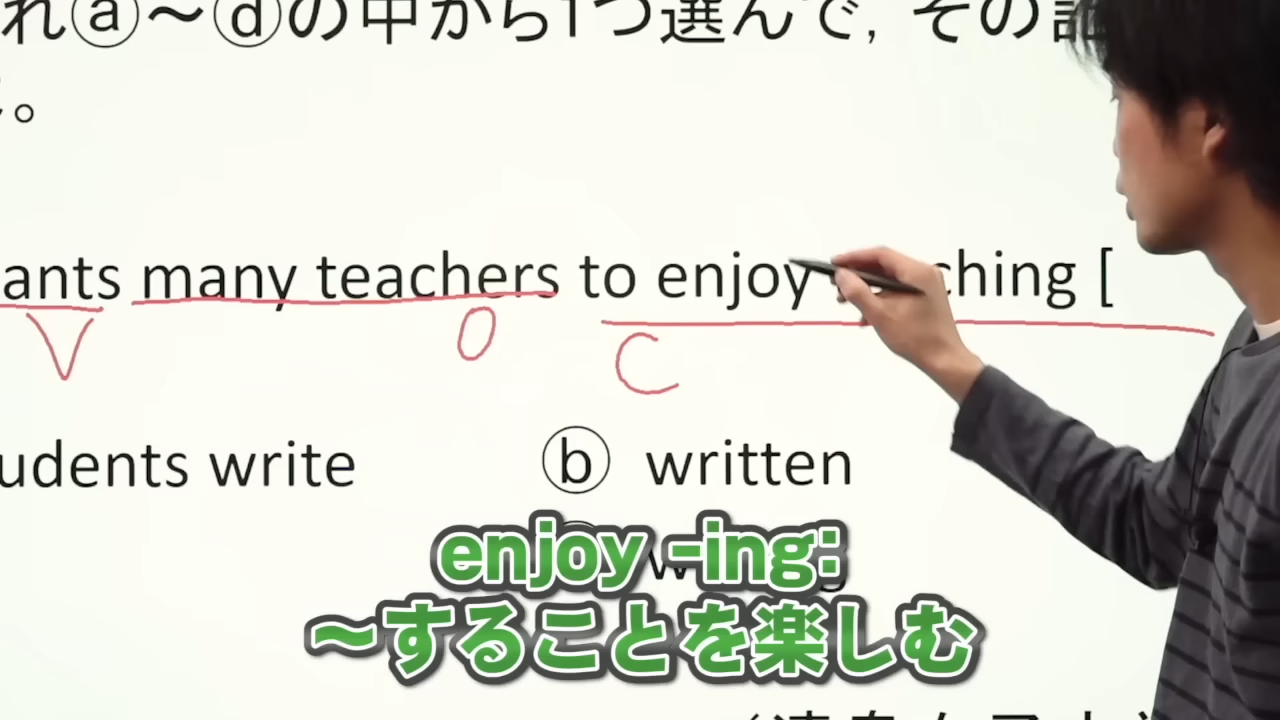 れⓐ〜ⓓの中から1つ選んで，その
。
ants many teachers to enjoy ching [
V O C
udents write ⓑ written
enjoy -ing:
〜することを楽しむ